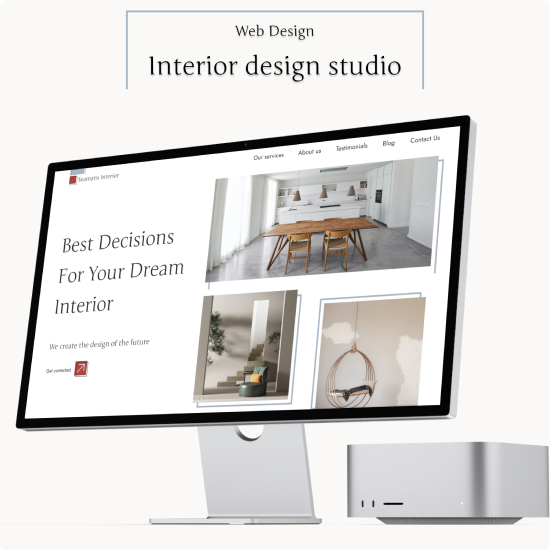 Web Design
Interior design studio
Our services
About us
Testimonials
Blog
Contact Us
Seamans Interior
Best Decisions
For Your Dream
Interior
We create the design of the future
Get contacted